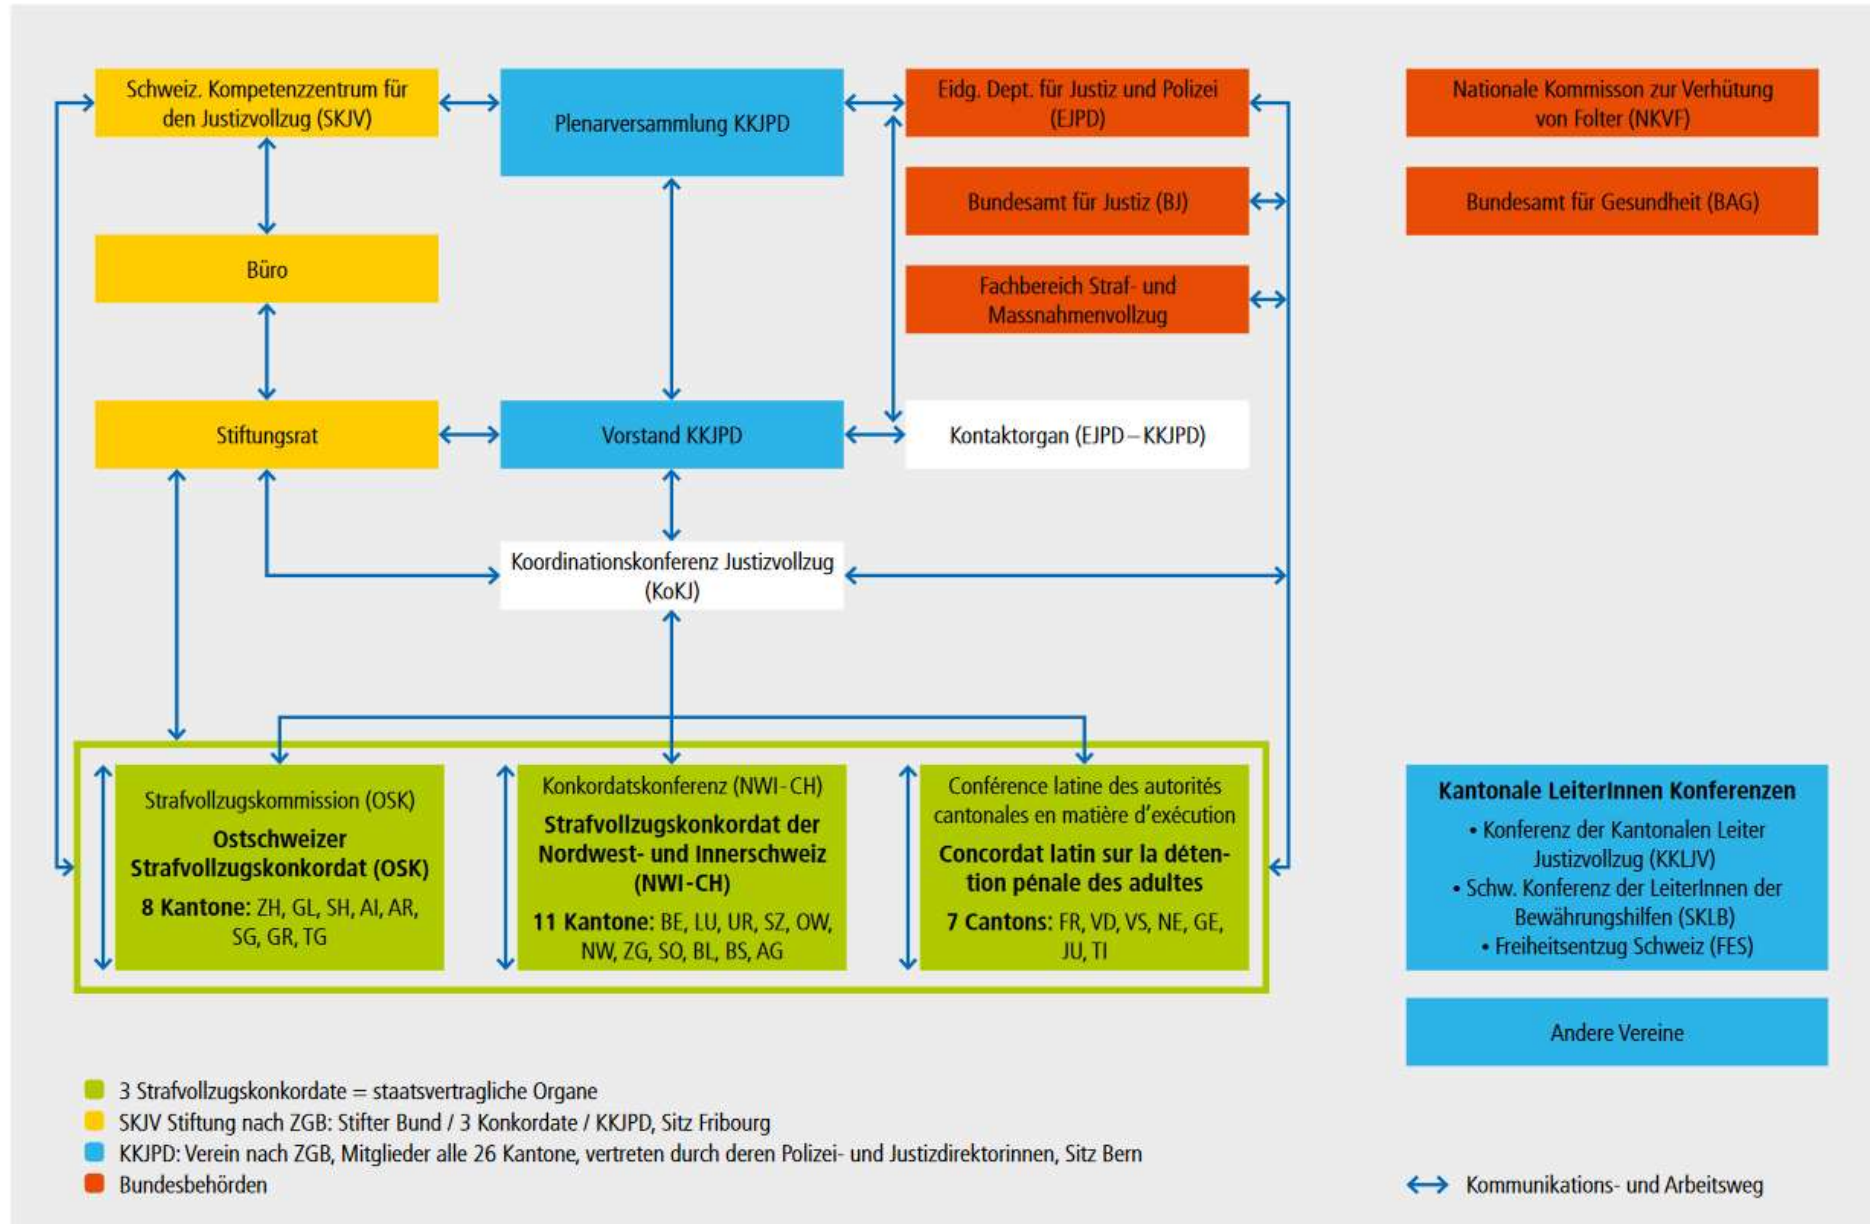 Schweiz. Kompetenzzentrum für
den Justizvollzug (SKJV)
Plenarversammlung KKJPD
Eidg. Dept. für Justiz und Polizei
(EJPD)
Nationale Kommisson zur Verhütung
von Folter (NKVF)
Bundesamt für Justiz (BJ)
Bundesamt für Gesundheit (BAG)
Büro
Fachbereich Straf- und
Massnahmenvollzug
Stiftungsrat
Vorstand KKJPD
Kontaktorgan (EJPD – KKJPD)
Koordinationskonferenz Justizvollzug
(KoKJ)
Strafvollzugskommission (OSK)
Ostschweizer
Strafvollzugskonkordat (OSK)
8 Kantone: ZH, GL, SH, AI, AR,
SG, GR, TG
Konkordatskonferenz (NWI-CH)
Strafvollzugskonkordat der
Nordwest- und Innerschweiz
(NWI-CH)
11 Kantone: BE, LU, UR, SZ, OW,
NW, ZG, SO, BL, BS, AG
Conférence latine des autorités
cantonales en matière d'exécution
Concordat latin sur la déten-
tion pénale des adultes
7 Cantons: FR, VD, VS, NE, GE,
JU, TI
Kantonale LeiterInnen Konferenzen
• Konferenz der Kantonalen Leiter
Justizvollzug (KKLJV)
• Schw. Konferenz der LeiterInnen der
Bewährungshilfen (SKLB)
• Freiheitsentzug Schweiz (FES)
Andere Vereine
3 Strafvollzugskonkordate = staatsvertragliche Organe
SKJV Stiftung nach ZGB: Stifter Bund / 3 Konkordate / KKJPD, Sitz Fribourg
KKJPD: Verein nach ZGB, Mitglieder alle 26 Kantone, vertreten durch deren Polizei- und Justizdirektorinnen, Sitz Bern
Bundesbehörden
Kommunikations- und Arbeitsweg